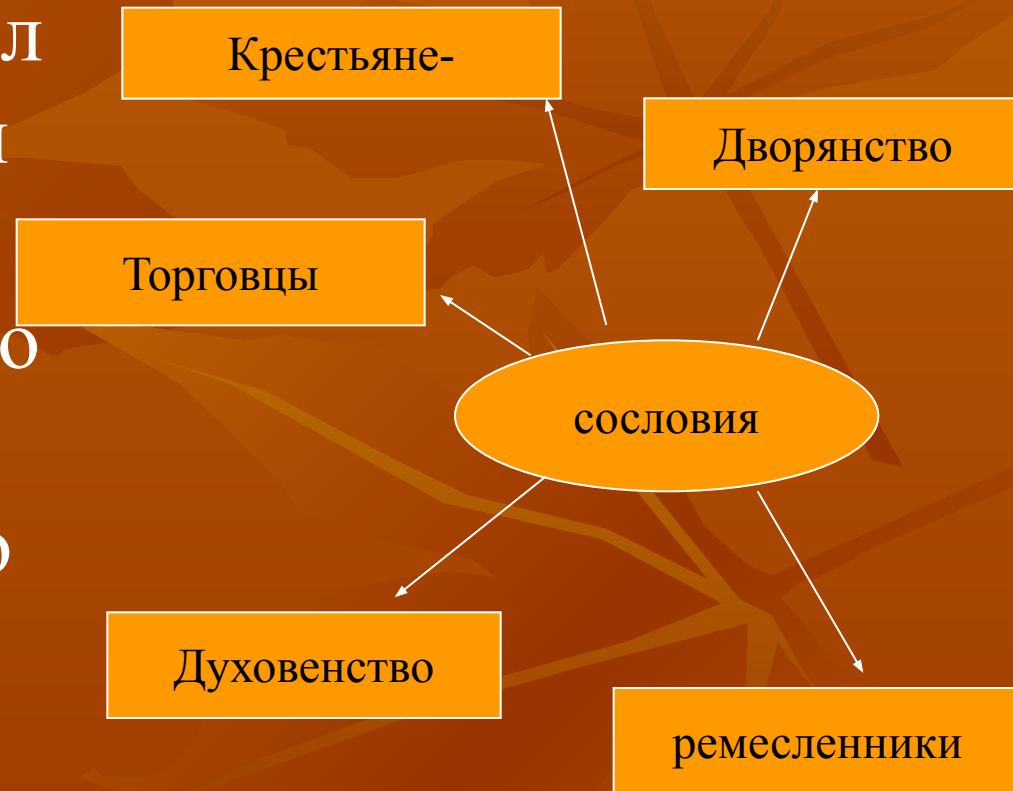 Крестьяне-
Дворянство
Торговцы
сословия
Духовенство
ремесленники